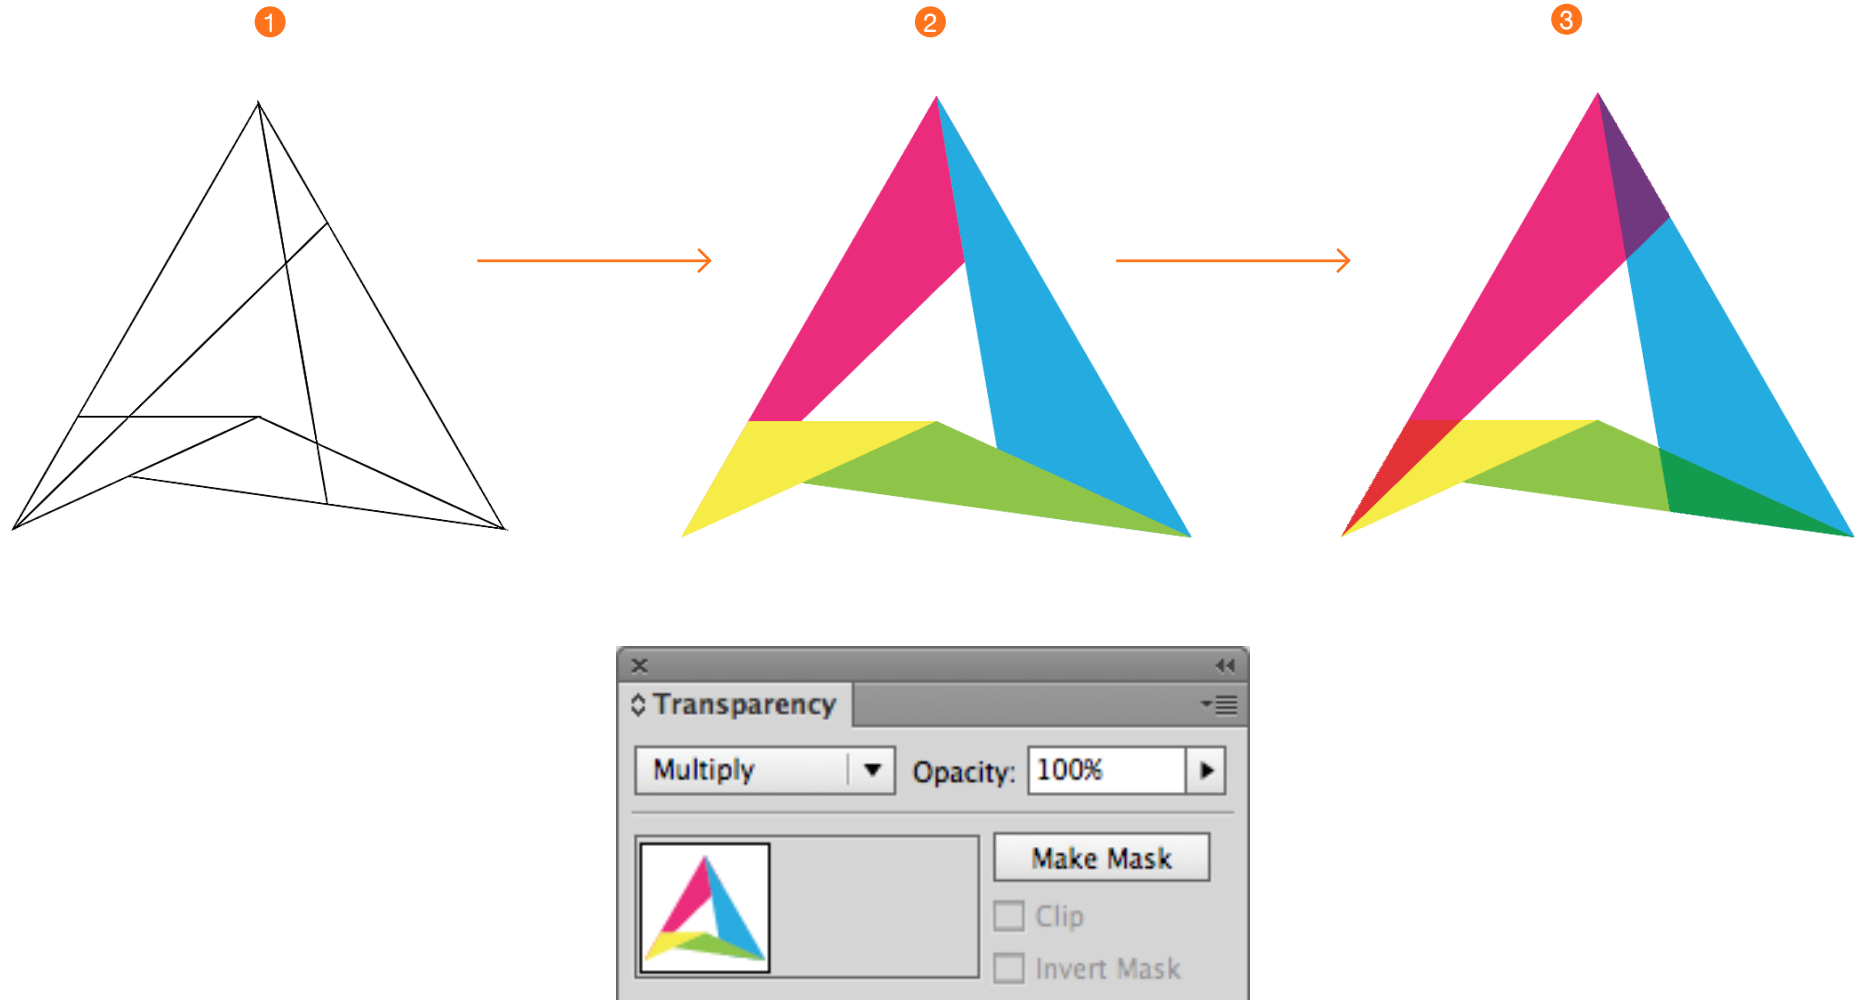 1
2
3
Transparency
Multiply
Opacity: 100%
Make Mask
Clip
Invert Mask